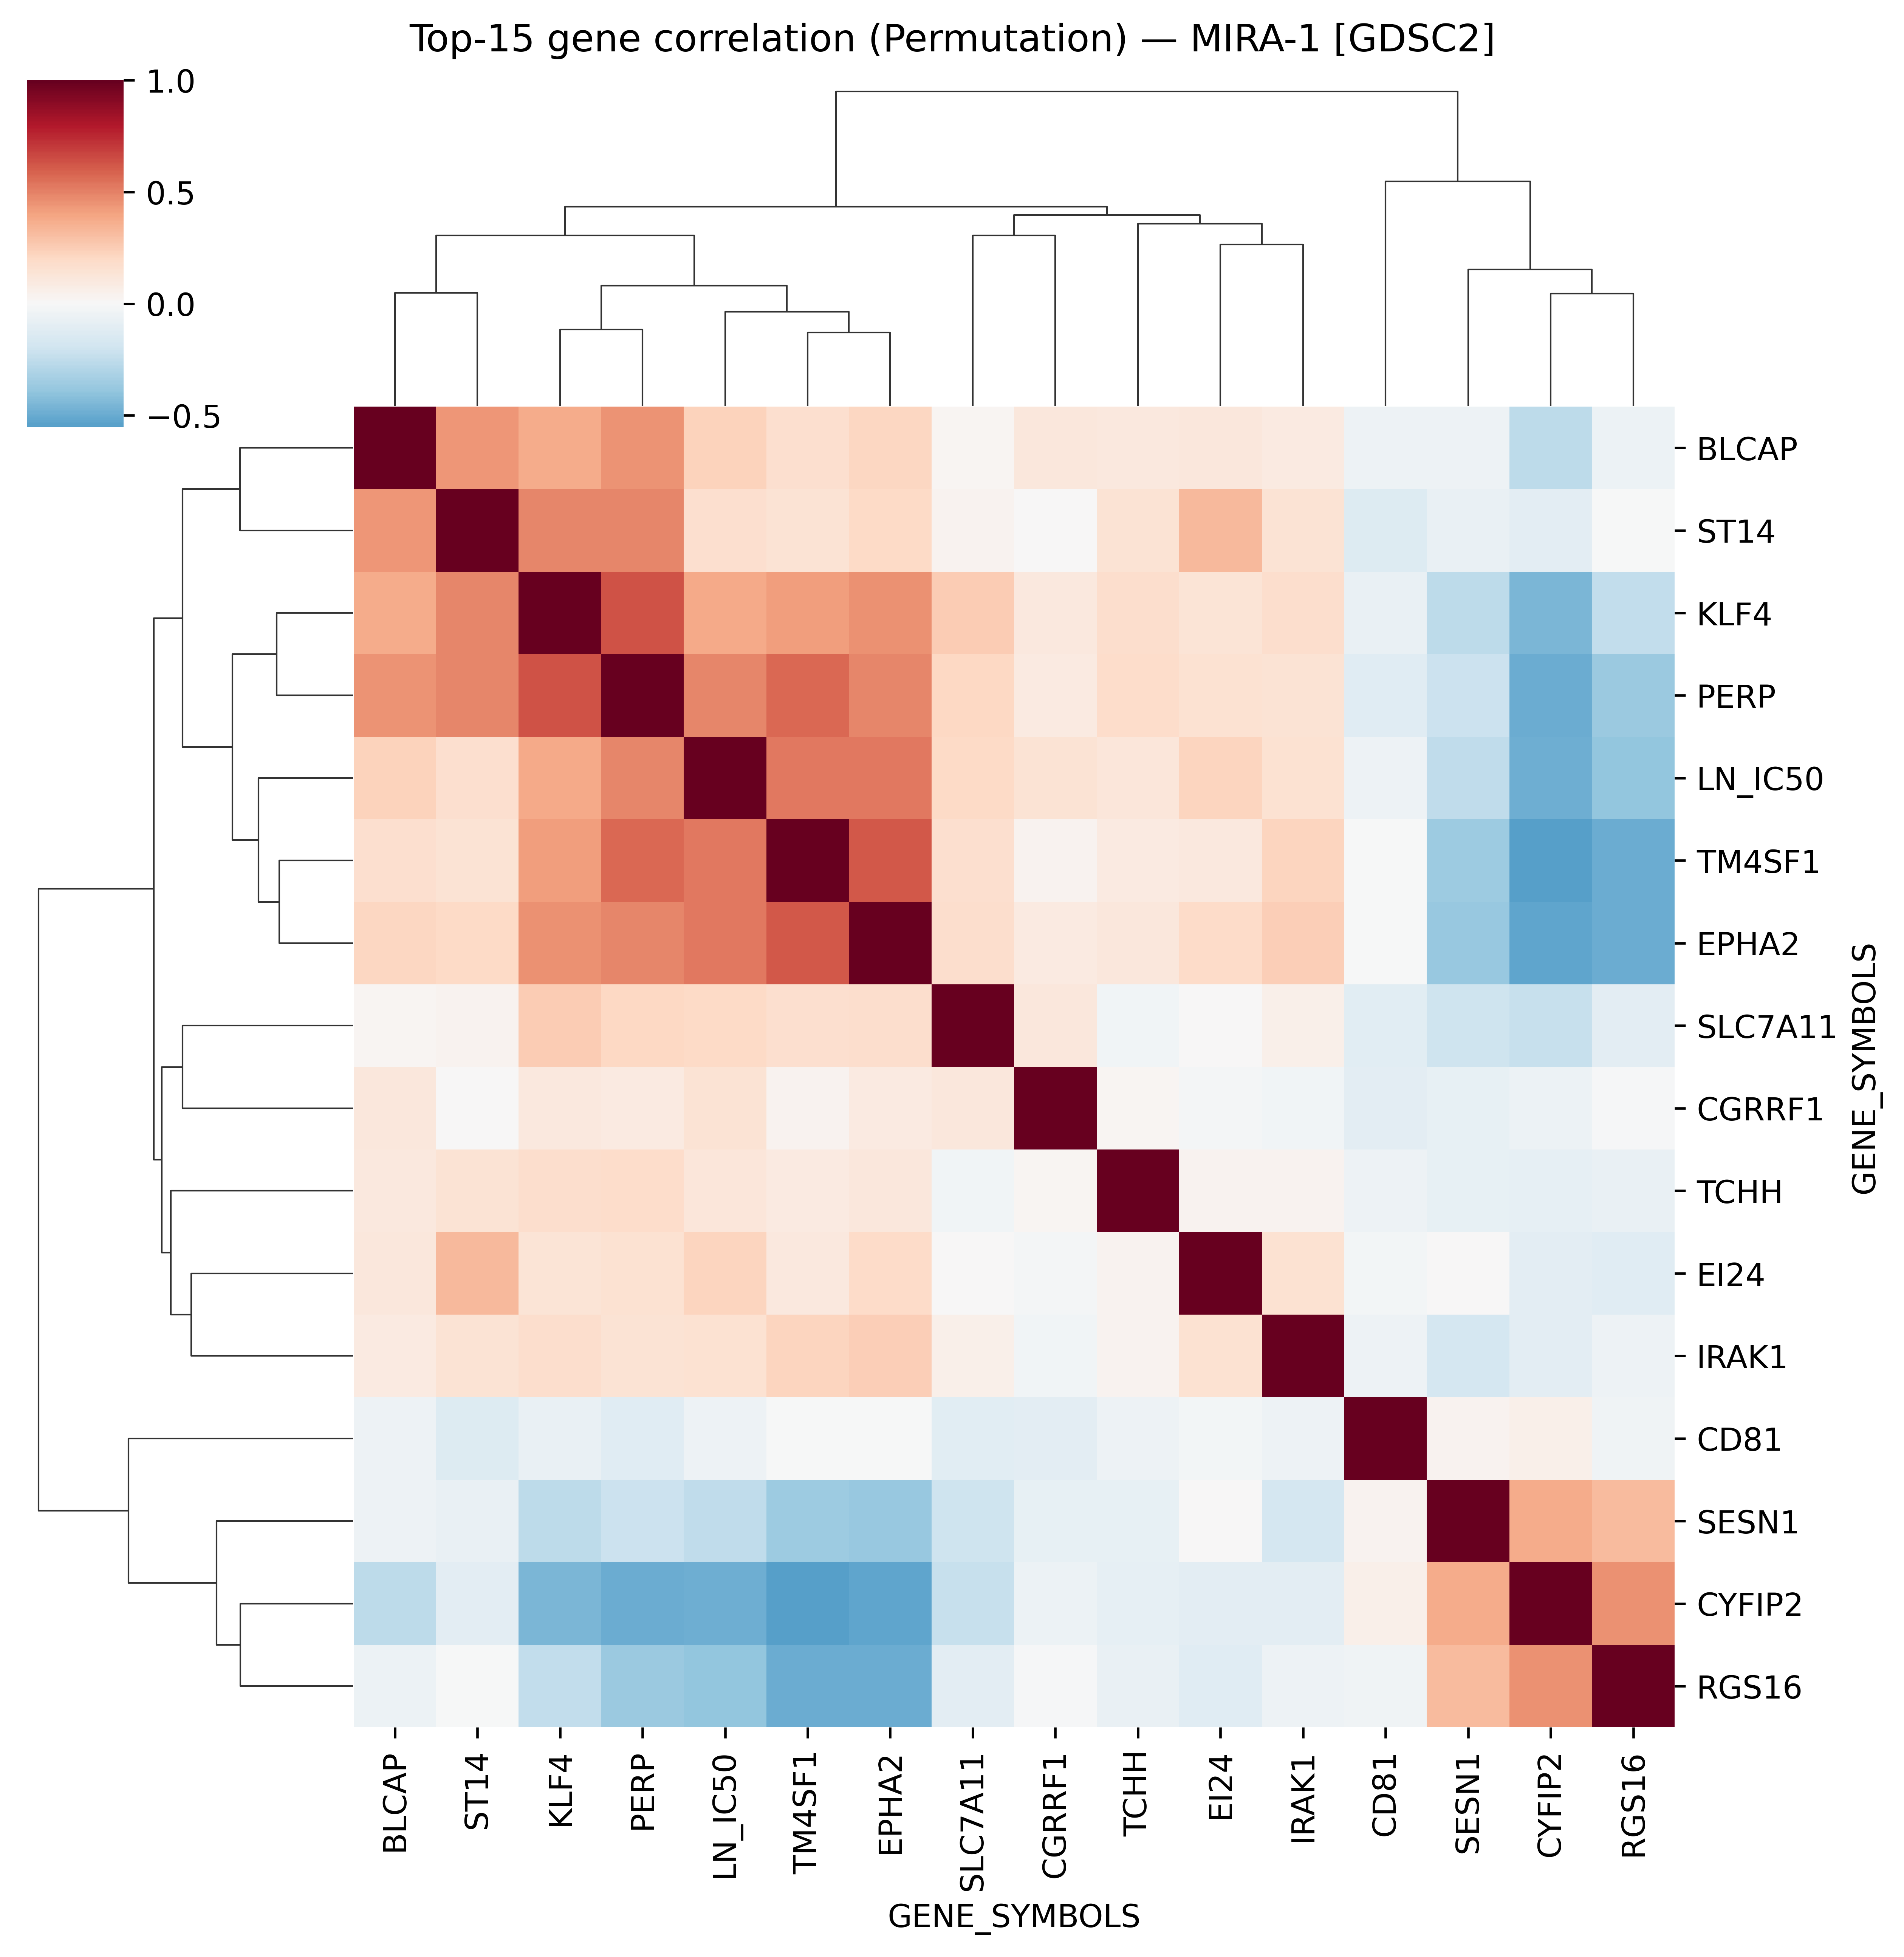 Top-15 gene correlation (Permutation) — MIRA-1 [GDSC2]
1.0
0.5
0.0
−0.5
BLCAP
ST14
KLF4
PERP
LN_IC50
TM4SF1
EPHA2
SLC7A11
CGRRF1
TCHH
EI24
IRAK1
CD81
SESN1
CYFIP2
RGS16
GENE_SYMBOLS
BLCAP
ST14
KLF4
PERP
LN_IC50
TM4SF1
EPHA2
SLC7A11
CGRRF1
TCHH
EI24
IRAK1
CD81
SESN1
CYFIP2
RGS16
GENE_SYMBOLS